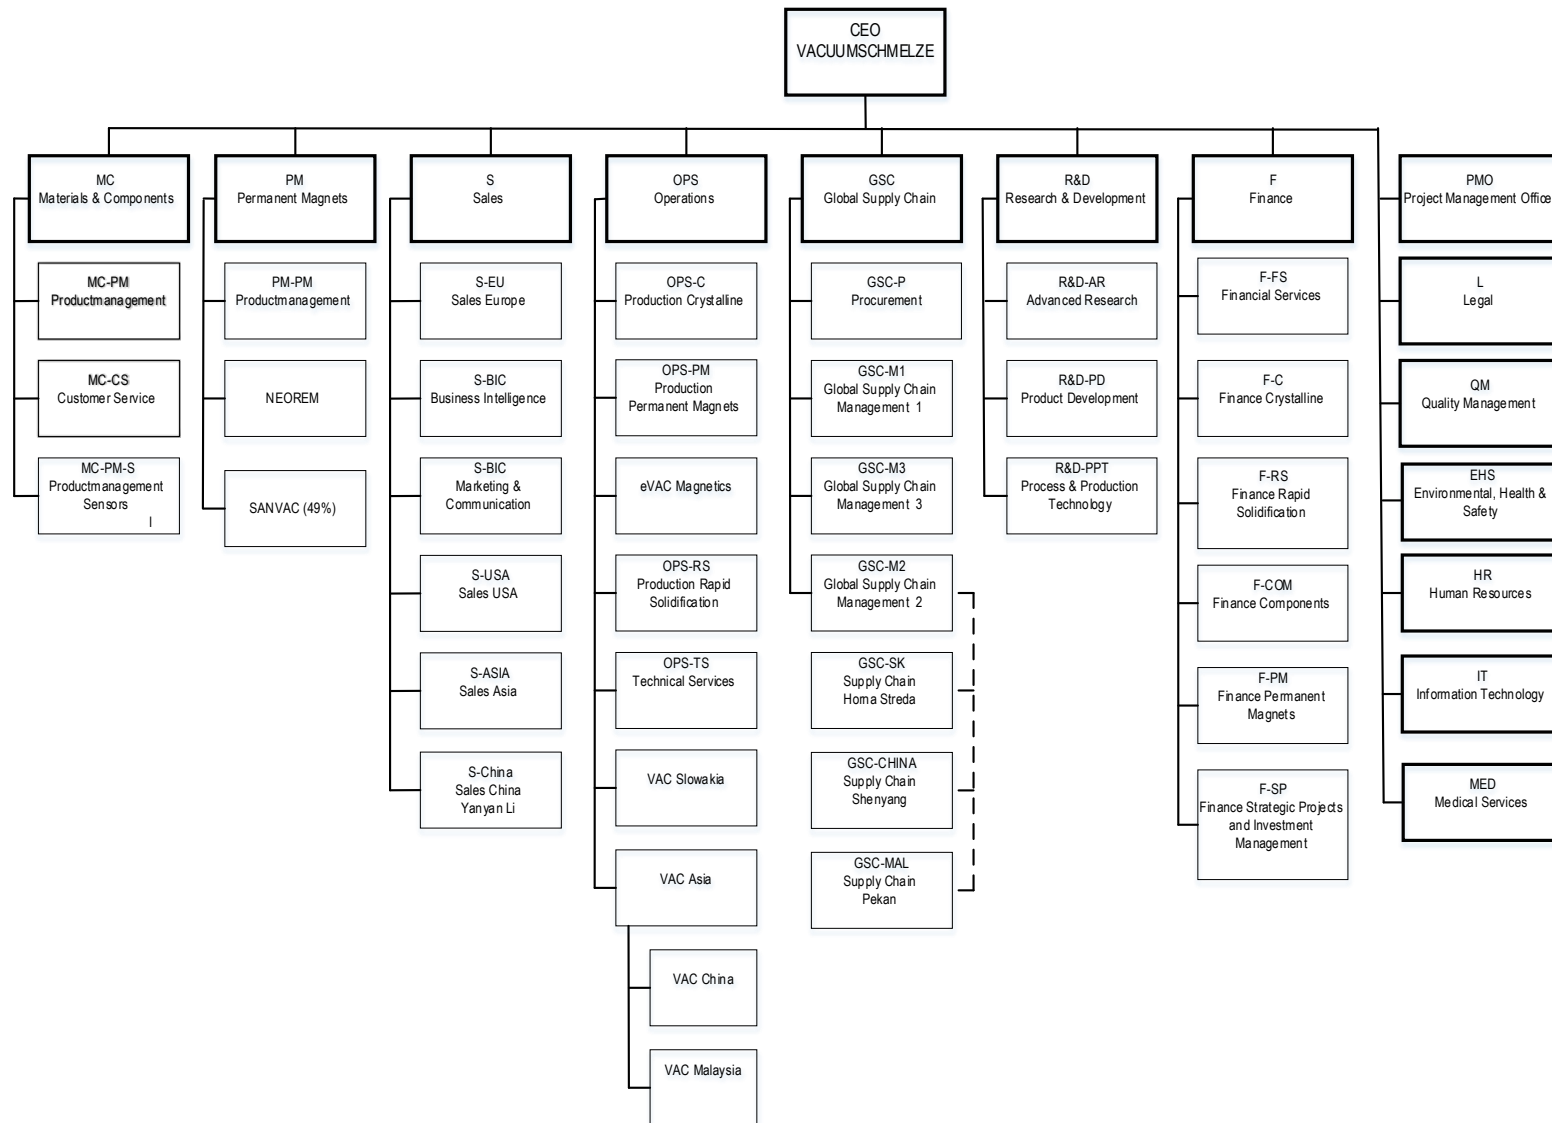 CEO
VACUUMSCHMELZE
MC
Materials & Components
MC-PM
Productmanagement
MC-CS
Customer Service
MC-PM-S
Productmanagement
Sensors
I
PM
Permanent Magnets
PM-PM
Productmanagement
NEOREM
SANVAC (49%)
S
Sales
S-EU
Sales Europe
S-BIC
Business Intelligence
S-BIC
Marketing &
Communication
S-USA
Sales USA
S-ASIA
Sales Asia
S-China
Sales China
Yanyan Li
OPS
Operations
OPS-C
Production Crystalline
OPS-PM
Production
Permanent Magnets
eVAC Magnetics
OPS-RS
Production Rapid
Solidification
OPS-TS
Technical Services
VAC Slowakia
VAC Asia
VAC China
VAC Malaysia
GSC
Global Supply Chain
GSC-P
Procurement
GSC-M1
Global Supply Chain
Management 1
GSC-M3
Global Supply Chain
Management 3
GSC-M2
Global Supply Chain
Management 2
GSC-SK
Supply Chain
Horna Streda
GSC-CHINA
Supply Chain
Shenyang
GSC-MAL
Supply Chain
Pekan
R&D
Research & Development
R&D-AR
Advanced Research
R&D-PD
Product Development
R&D-PPT
Process & Production
Technology
F
Finance
F-FS
Financial Services
F-C
Finance Crystalline
F-RS
Finance Rapid
Solidification
F-COM
Finance Components
F-PM
Finance Permanent
Magnets
F-SP
Finance Strategic Projects
and Investment
Management
PMO
Project Management Office
L
Legal
QM
Quality Management
EHS
Environmental, Health &
Safety
HR
Human Resources
IT
Information Technology
MED
Medical Services